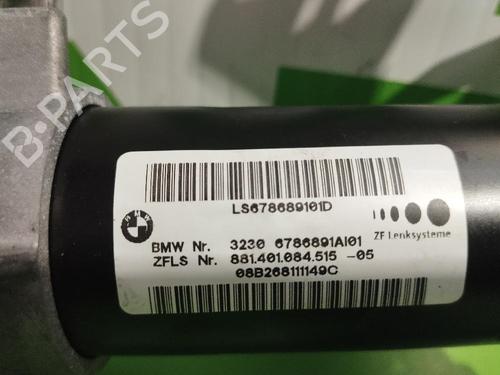 B-PARTS
LS678689101D
BMW Nr. 3230 6786891AI01
ZF Lenksysteme
ZFLS Nr. 881.401.084.515 -05
08B268111149C